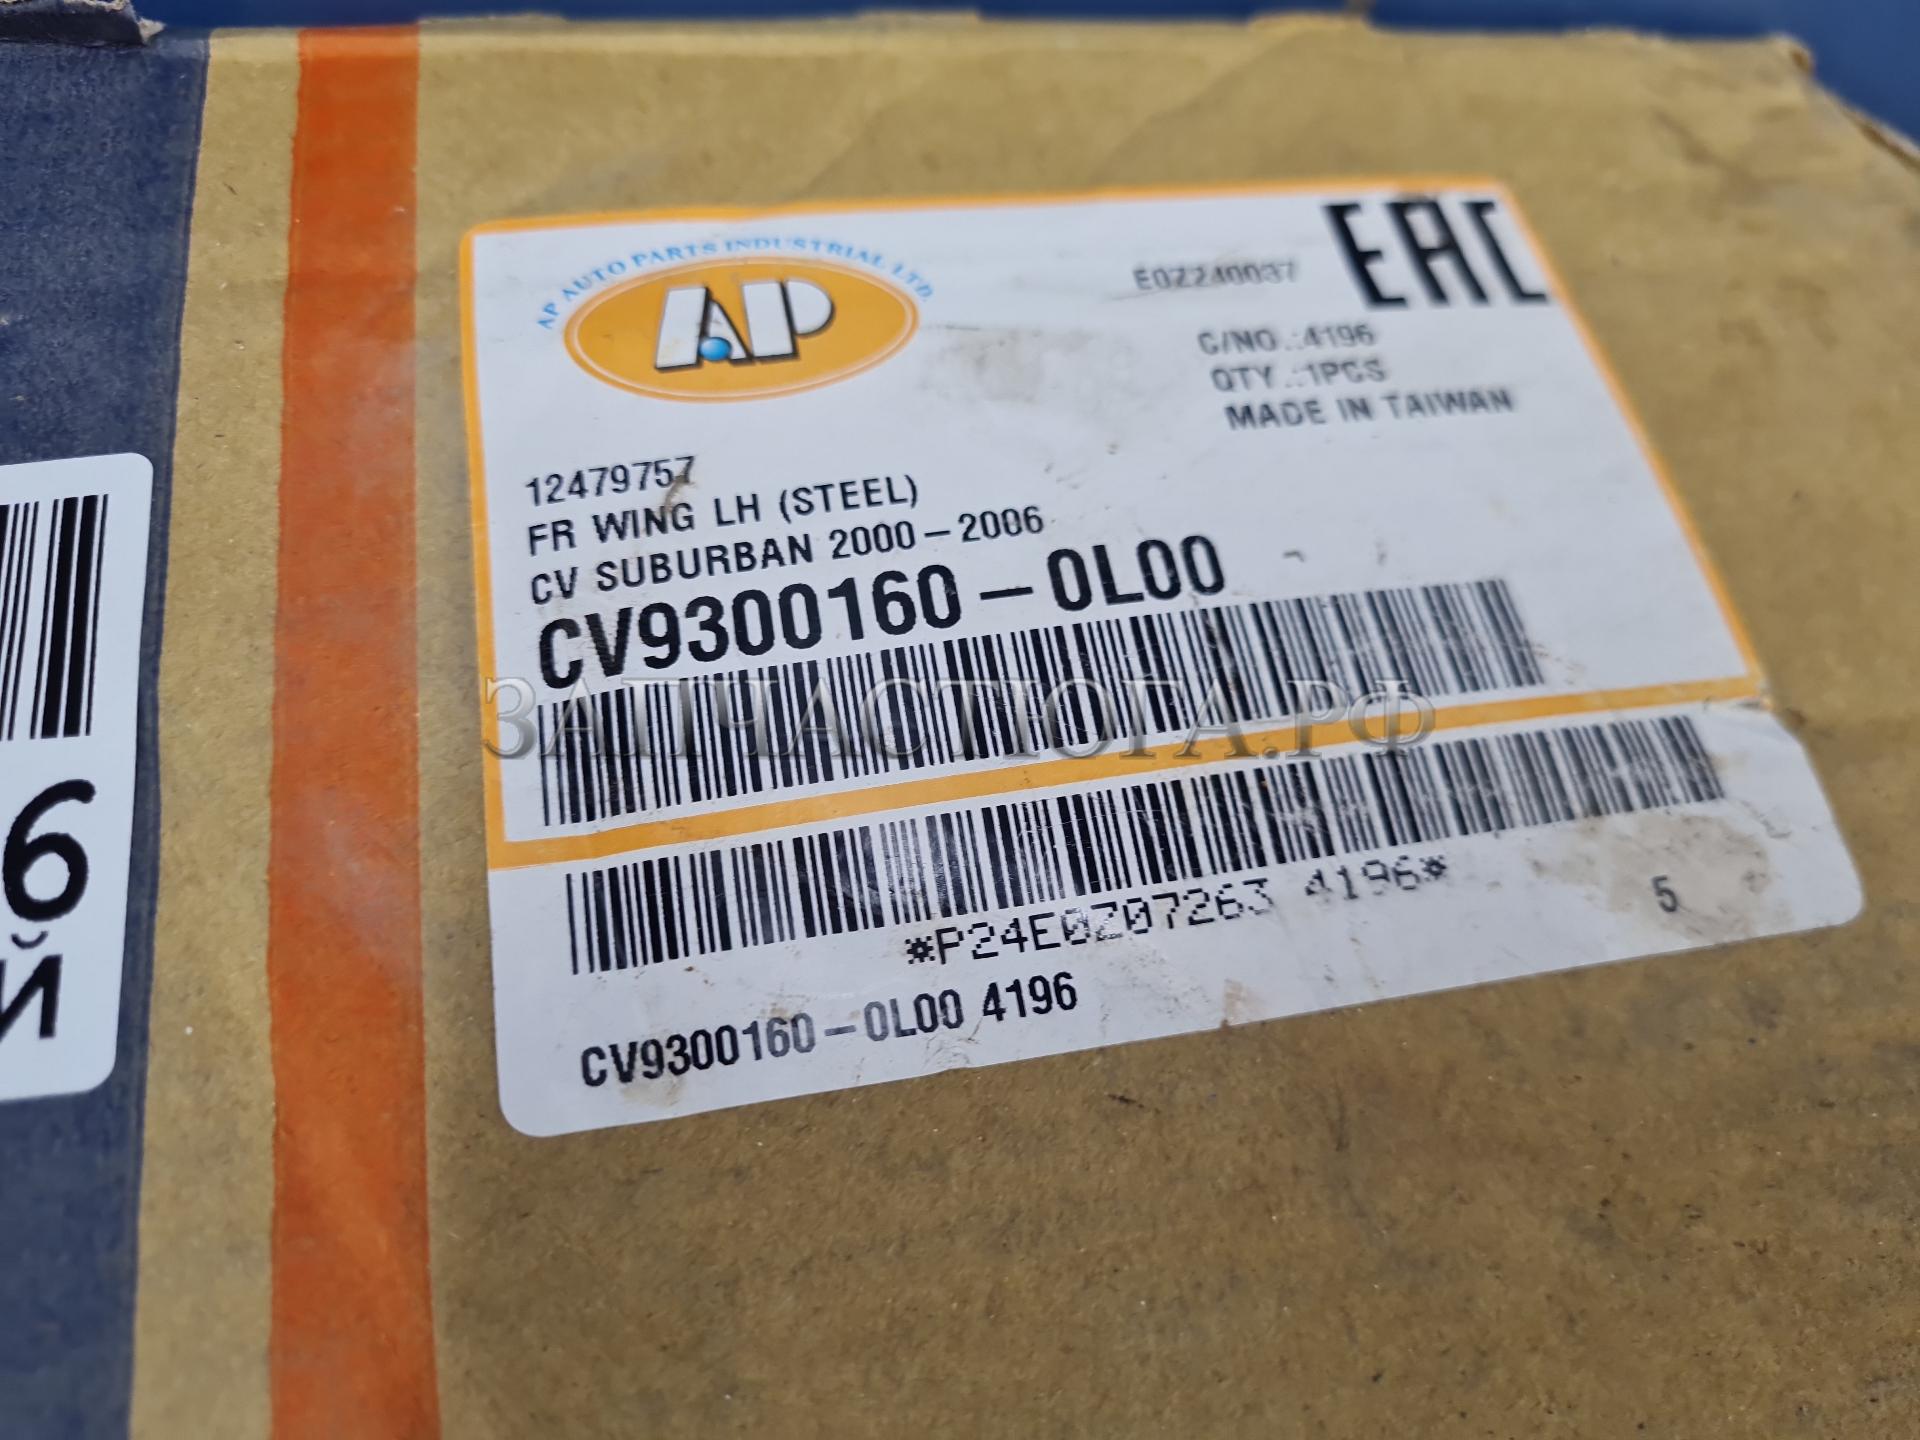 AP AUTO PARTS INDUSTRIAL LTD.
AP
E0Z240037
EAC
C/NO.:4196
QTY.:1PCS
MADE IN TAIWAN
12479757
FR WING LH (STEEL)
CV SUBURBAN 2000-2006
CV9300160-0L00
ЗАПЧАСТЮГА.РФ
*P24E0Z07263 4196*
5
CV9300160-0L00 4196
6
Й